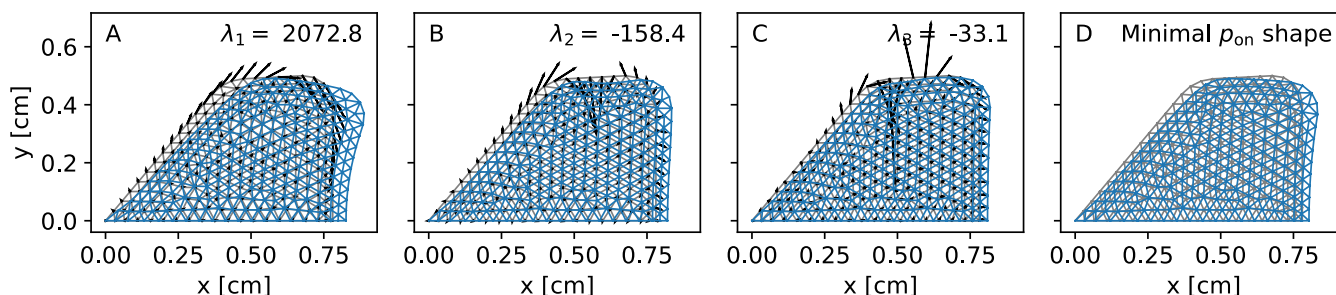 A λ₁ = 2072.8
B λ₂ = -158.4
C λ₃ = -33.1
D Minimal pₒₙ shape
y [cm]
0.6
0.4
0.2
0.0
0.00 0.25 0.50 0.75
0.00 0.25 0.50 0.75
0.00 0.25 0.50 0.75
0.00 0.25 0.50 0.75
x [cm]
x [cm]
x [cm]
x [cm]